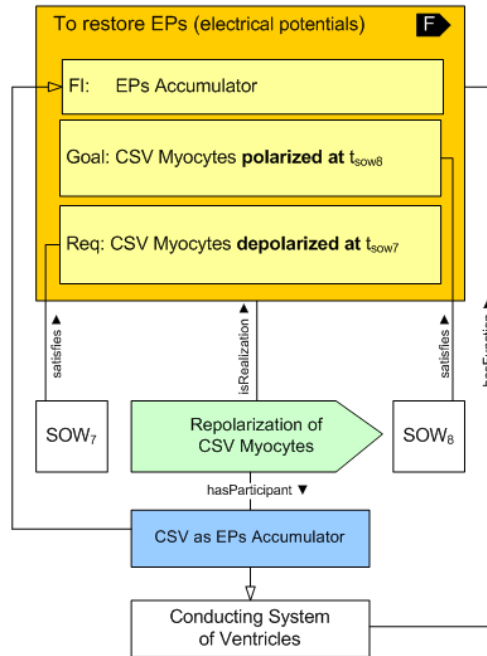 To restore EPs (electrical potentials)
F
FI: EPs Accumulator
Goal: CSV Myocytes polarized at tsow8
Req: CSV Myocytes depolarized at tsow7
satisfies ▲
isRealization ▲
satisfies ▲
hasFunction ▲
SOW7
Repolarization of
CSV Myocytes
SOW8
hasParticipant ▼
CSV as EPs Accumulator
Conducting System
of Ventricles